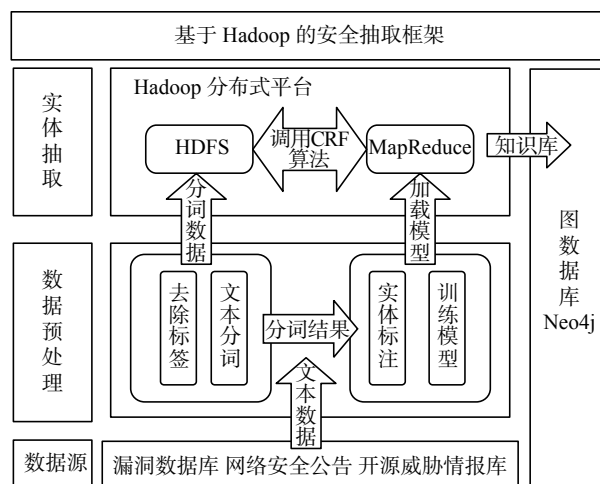 基于 Hadoop 的安全抽取框架
实体抽取
Hadoop 分布式平台
HDFS
调用CRF
算法
MapReduce
知识库
分词数据
加载模型
图数据库
Neo4j
数据预处理
去除标签
文本分词
分词结果
实体标注
训练模型
文本数据
数据源
漏洞数据库 网络安全公告 开源威胁情报库